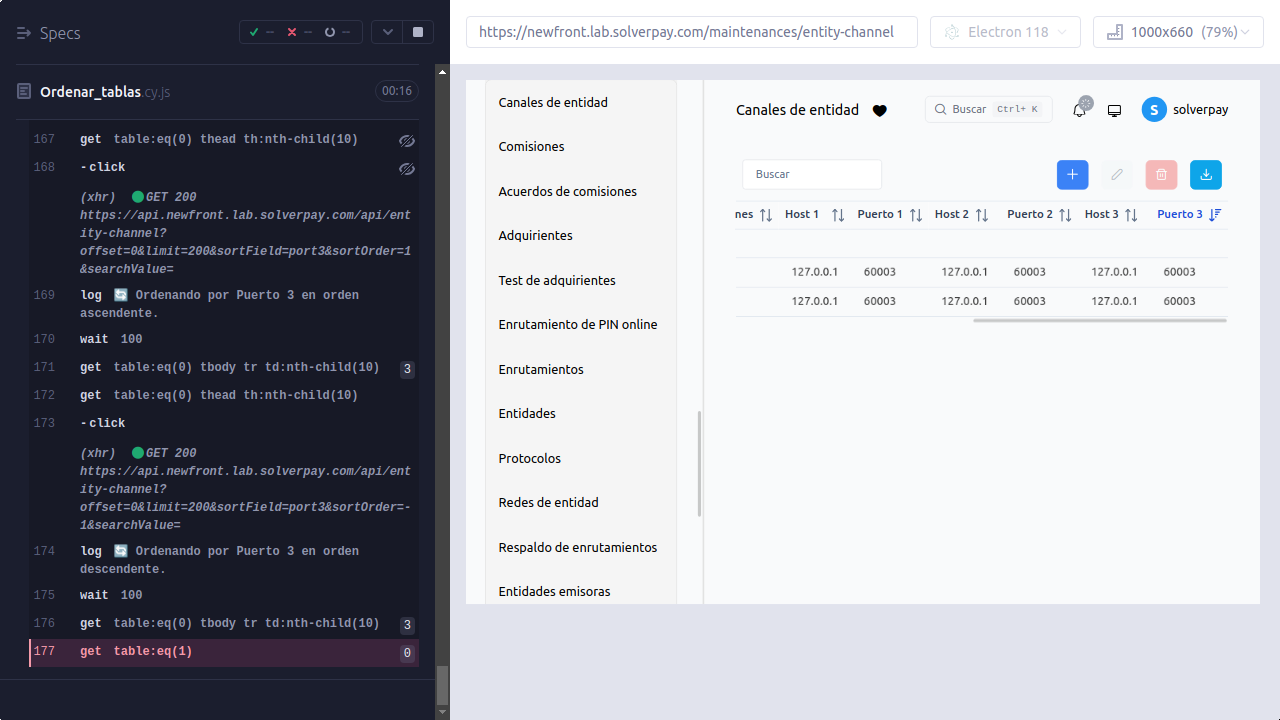 Specs
-- -- --
Ordenar_tablas.cy.js
00:16
167 get table:eq(0) thead th:nth-child(10)
168 -click
(xhr) GET 200
https://api.newfront.lab.solverpay.com/api/ent
ity-channel?
offset=0&limit=200&sortField=port3&sortOrder=1
&searchValue=
169 log 🔄 Ordenando por Puerto 3 en orden
ascendente.
170 wait 100
171 get table:eq(0) tbody tr td:nth-child(10) 3
172 get table:eq(0) thead th:nth-child(10)
173 -click
(xhr) GET 200
https://api.newfront.lab.solverpay.com/api/ent
ity-channel?
offset=0&limit=200&sortField=port3&sortOrder=-
1&searchValue=
174 log 🔄 Ordenando por Puerto 3 en orden
descendente.
175 wait 100
176 get table:eq(0) tbody tr td:nth-child(10) 3
177 get table:eq(1) 0
https://newfront.lab.solverpay.com/maintenances/entity-channel
Electron 118
1000x660 (79%)
Canales de entidad
Comisiones
Acuerdos de comisiones
Adquirientes
Test de adquirientes
Enrutamiento de PIN online
Enrutamientos
Entidades
Protocolos
Redes de entidad
Respaldo de enrutamientos
Entidades emisoras
Canales de entidad
Buscar Ctrl+ K
S solverpay
Buscar
nes Host 1 Puerto 1 Host 2 Puerto 2 Host 3 Puerto 3
127.0.0.1 60003 127.0.0.1 60003 127.0.0.1 60003
127.0.0.1 60003 127.0.0.1 60003 127.0.0.1 60003